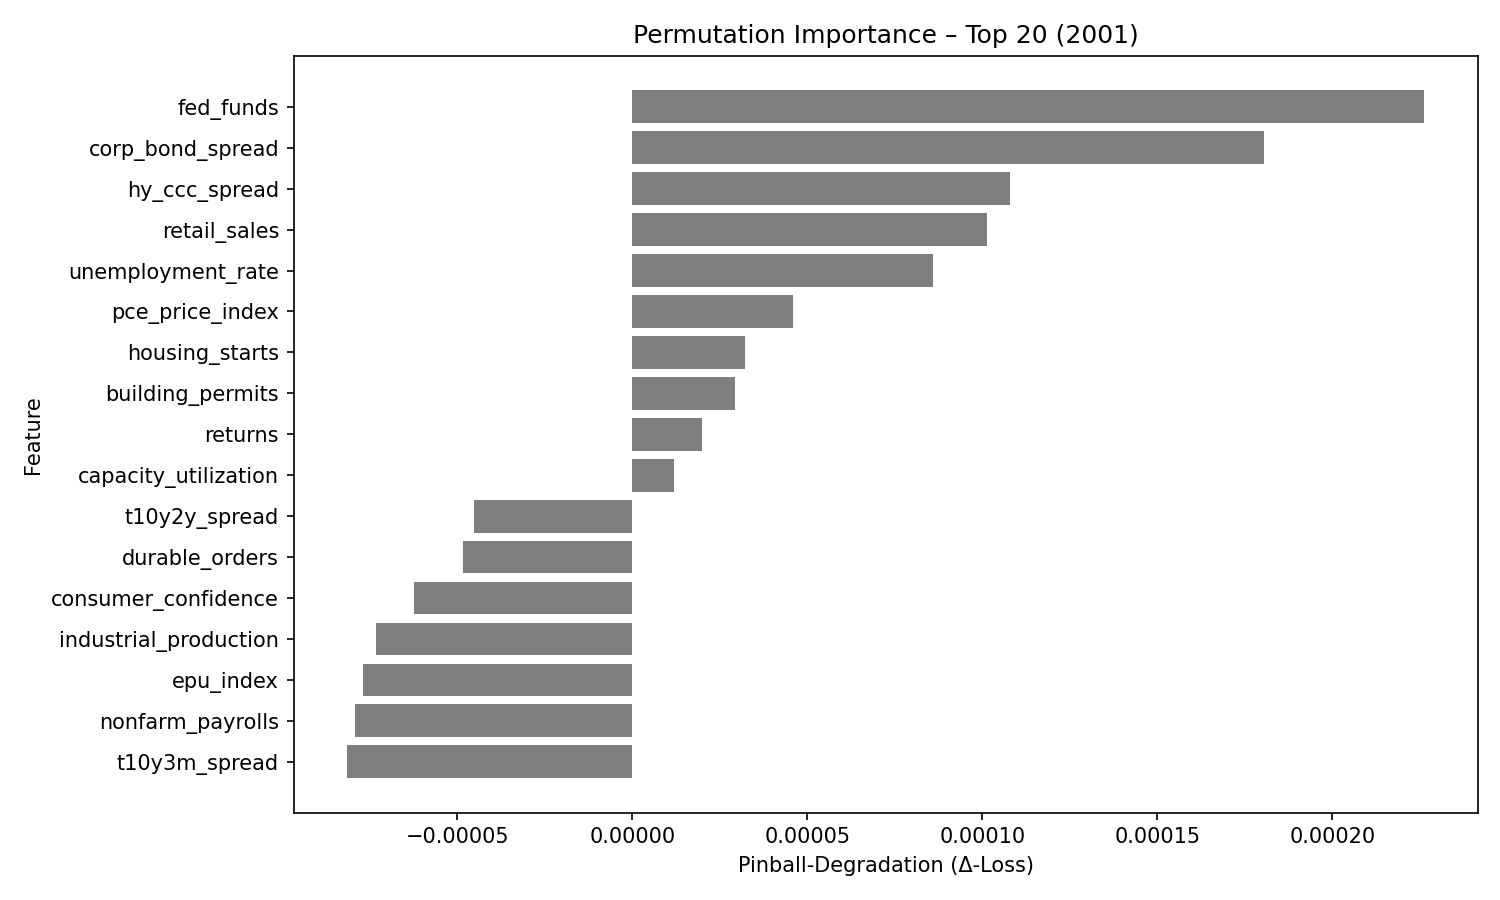 Permutation Importance – Top 20 (2001)
fed_funds
corp_bond_spread
hy_ccc_spread
retail_sales
unemployment_rate
pce_price_index
housing_starts
building_permits
returns
capacity_utilization
t10y2y_spread
durable_orders
consumer_confidence
industrial_production
epu_index
nonfarm_payrolls
t10y3m_spread
Feature
−0.00005 0.00000 0.00005 0.00010 0.00015 0.00020
Pinball-Degradation (Δ-Loss)